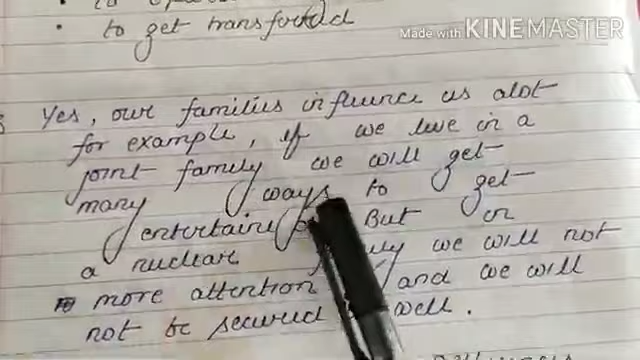 to get transfotd
Made with KINEMASTER
Yes, our families influence us alot
for example, if we live in a
joint family we will get
many ways to get
entertaine But in
a nuclear we will not
more attention and we will
not be secured well.